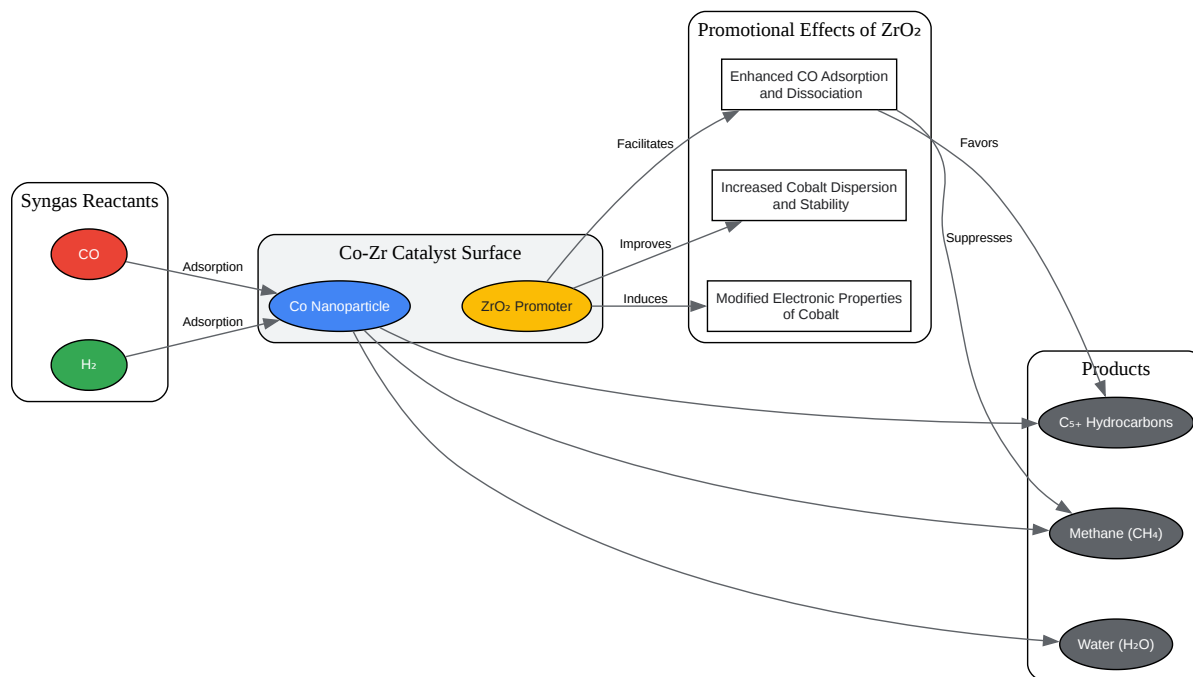 Promotional Effects of ZrO₂
Enhanced CO Adsorption
and Dissociation
Facilitates
Favors
Syngas Reactants
Increased Cobalt Dispersion
and Stability
CO
Adsorption
Co-Zr Catalyst Surface
Improves
Suppresses
Co Nanoparticle
ZrO₂ Promoter
Induces
Modified Electronic Properties
of Cobalt
Adsorption
H₂
Products
C₅₊ Hydrocarbons
Methane (CH₄)
Water (H₂O)